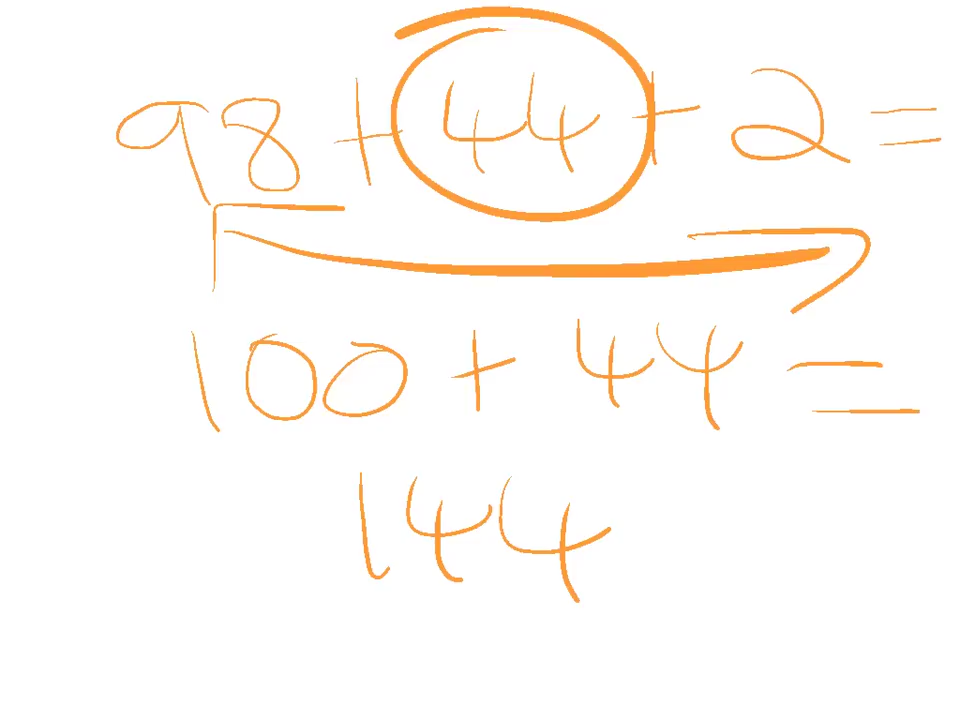 98 + 44 + 2 =
100 + 44 =
144